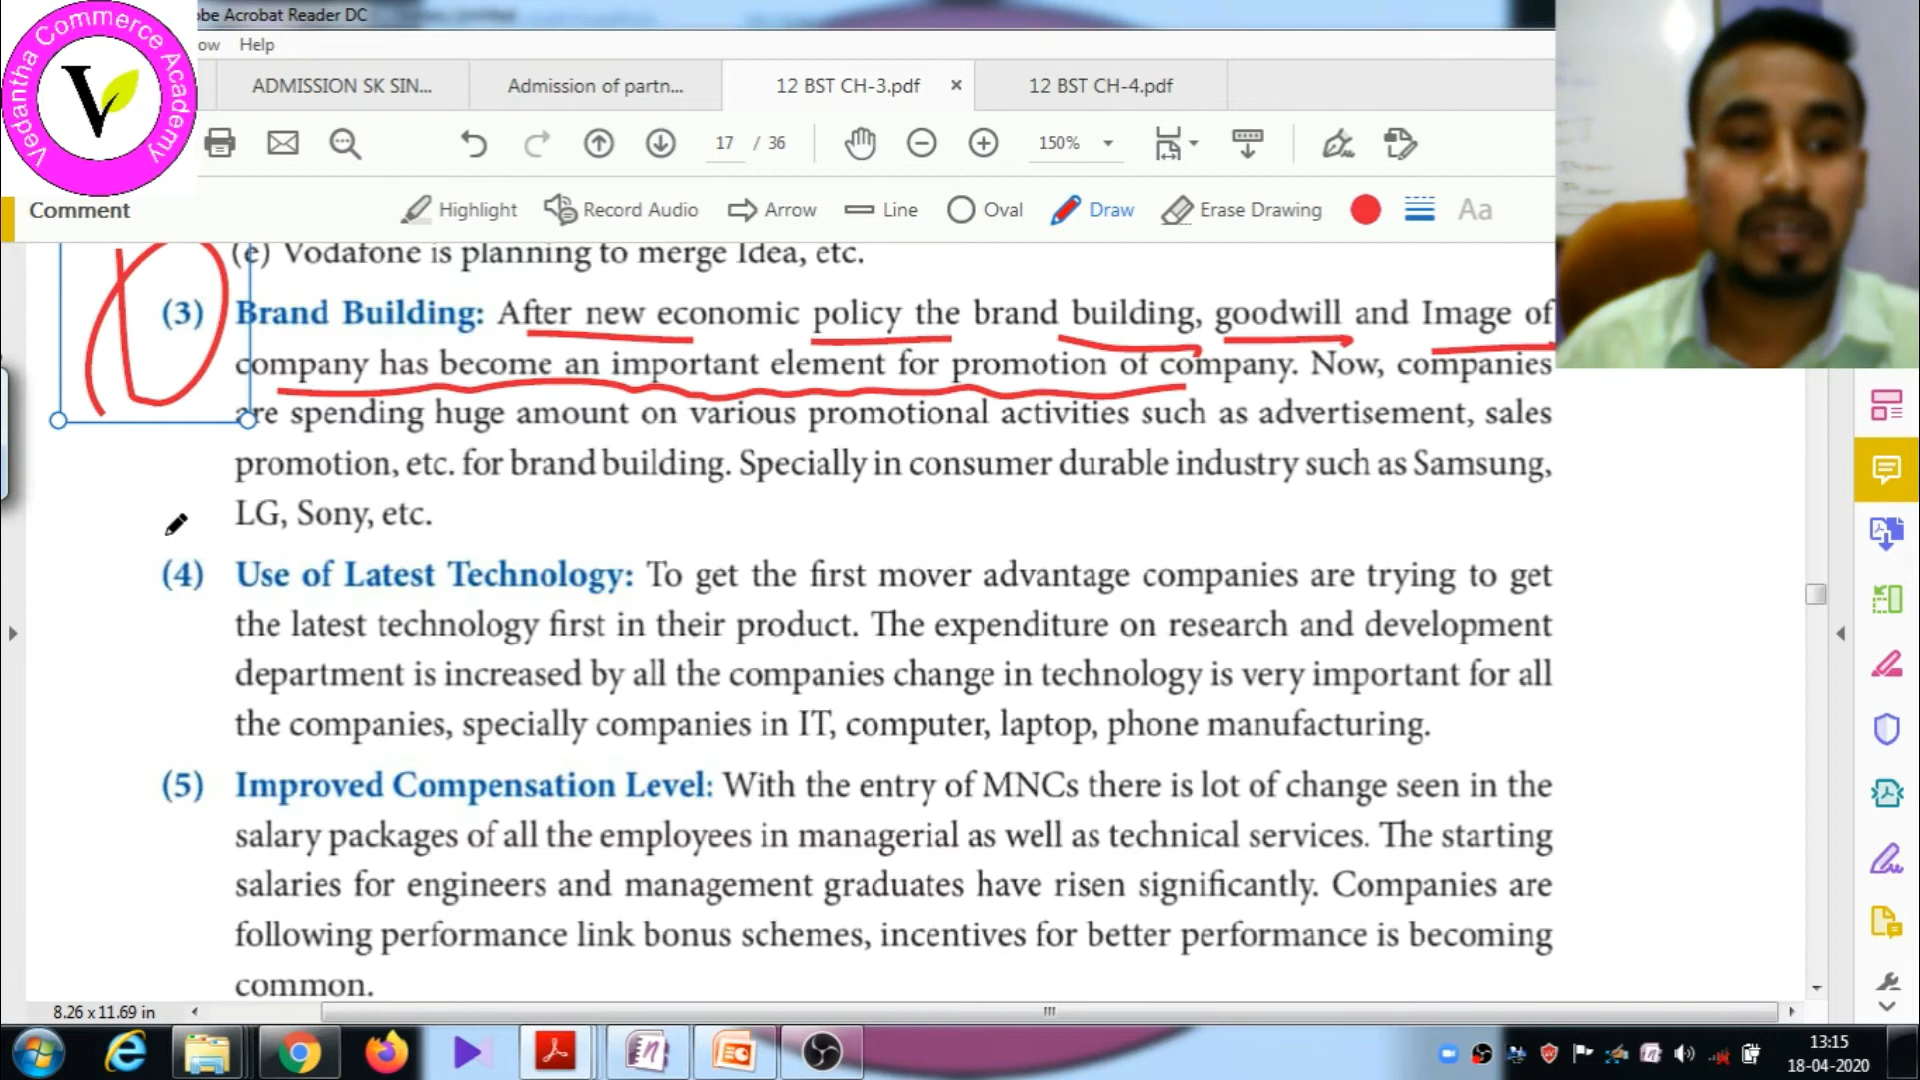 Vedantha Commerce Academy
V
obe Acrobat Reader DC
ow Help
ADMISSION SK SIN...
Admission of partn...
12 BST CH-3.pdf ×
12 BST CH-4.pdf
17 / 36
150%
Comment
Highlight
Record Audio
Arrow
Line
Oval
Draw
Erase Drawing
Aa
(e) Vodafone is planning to merge Idea, etc.
(3) Brand Building: After new economic policy the brand building, goodwill and Image of
company has become an important element for promotion of company. Now, companies
are spending huge amount on various promotional activities such as advertisement, sales
promotion, etc. for brand building. Specially in consumer durable industry such as Samsung,
LG, Sony, etc.
(4) Use of Latest Technology: To get the first mover advantage companies are trying to get
the latest technology first in their product. The expenditure on research and development
department is increased by all the companies change in technology is very important for all
the companies, specially companies in IT, computer, laptop, phone manufacturing.
(5) Improved Compensation Level: With the entry of MNCs there is lot of change seen in the
salary packages of all the employees in managerial as well as technical services. The starting
salaries for engineers and management graduates have risen significantly. Companies are
following performance link bonus schemes, incentives for better performance is becoming
common.
8.26 x 11.69 in
13:15
18-04-2020